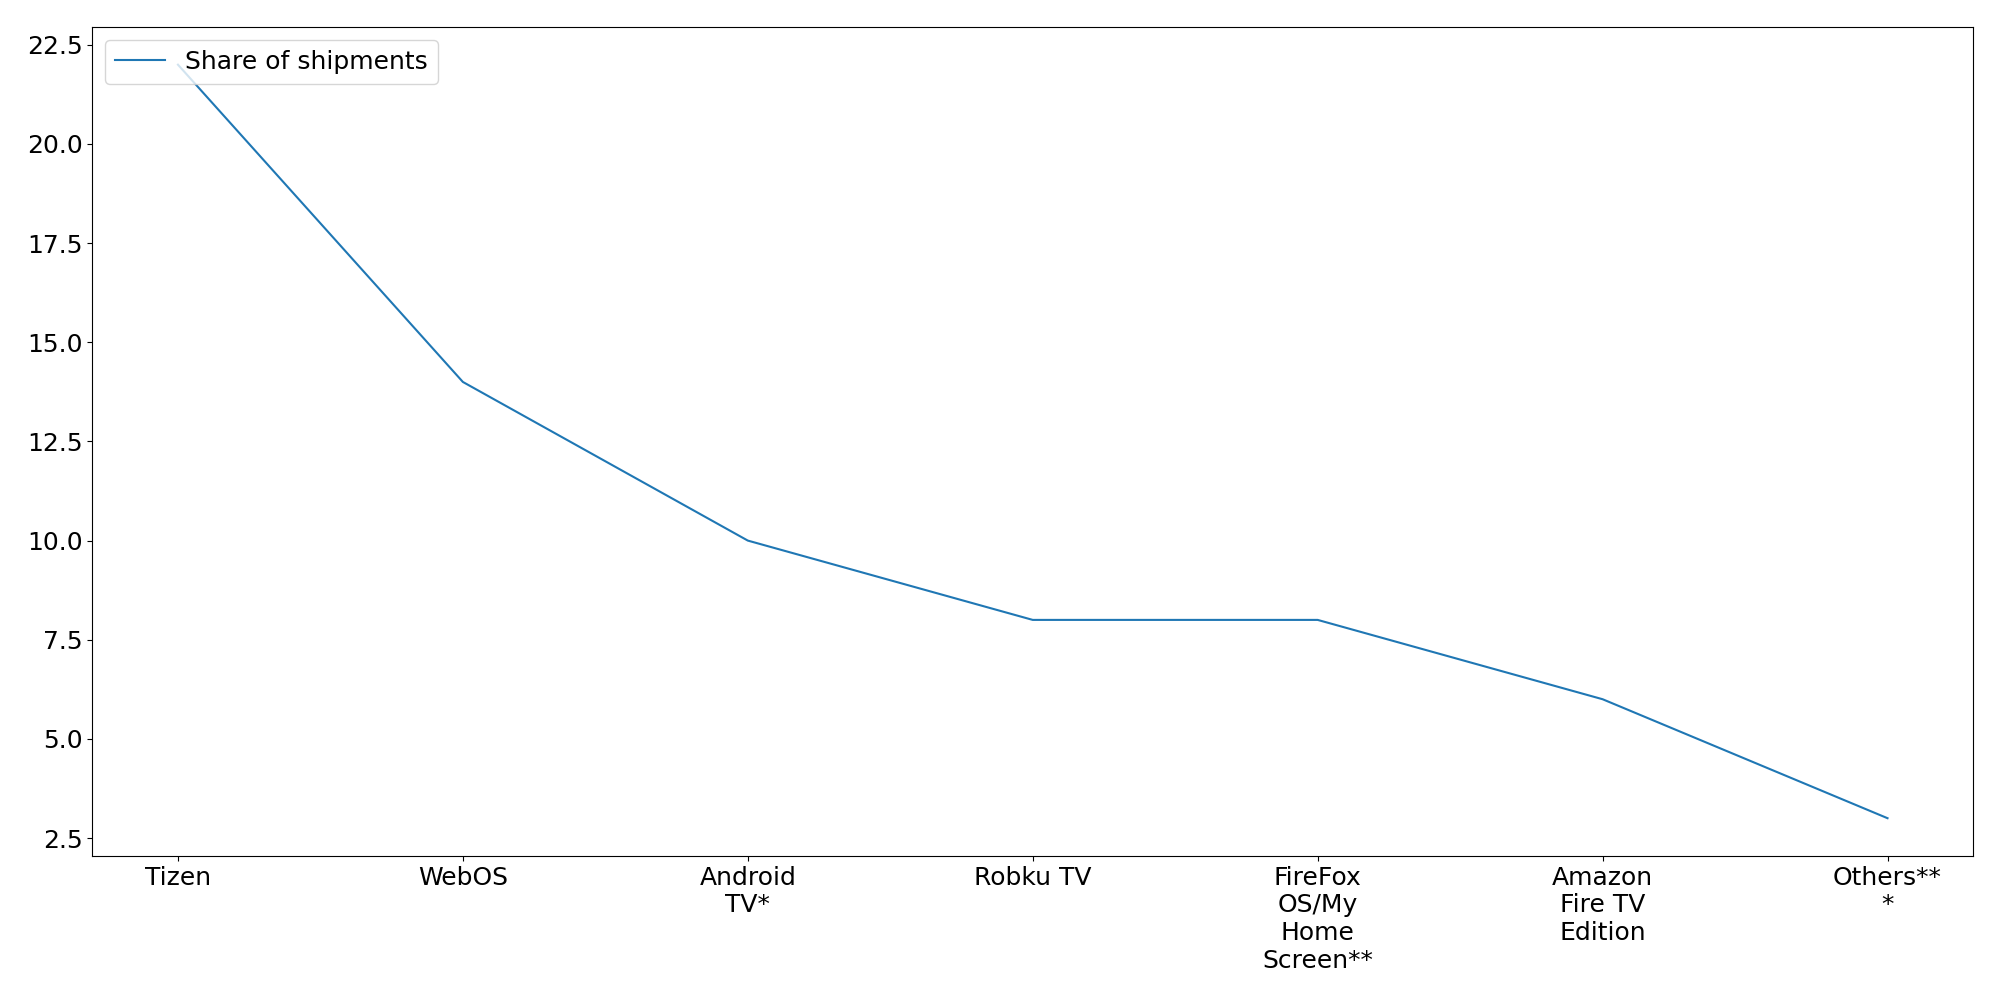 Share of shipments
22.5
20.0
17.5
15.0
12.5
10.0
7.5
5.0
2.5
Tizen
WebOS
Android
TV*
Robku TV
FireFox
OS/My
Home
Screen**
Amazon
Fire TV
Edition
Others**
*